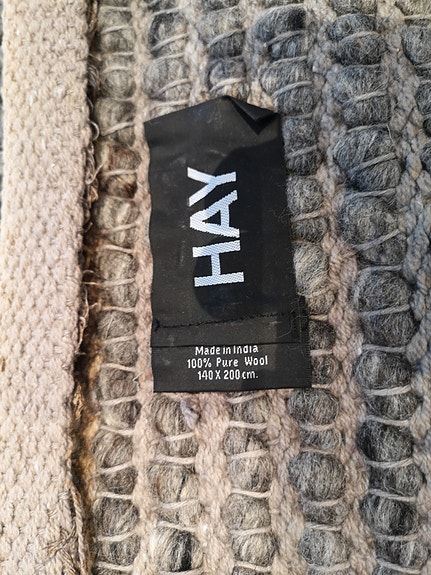 HAY
Made in India
100% Pure Wool
140 X 200 cm.